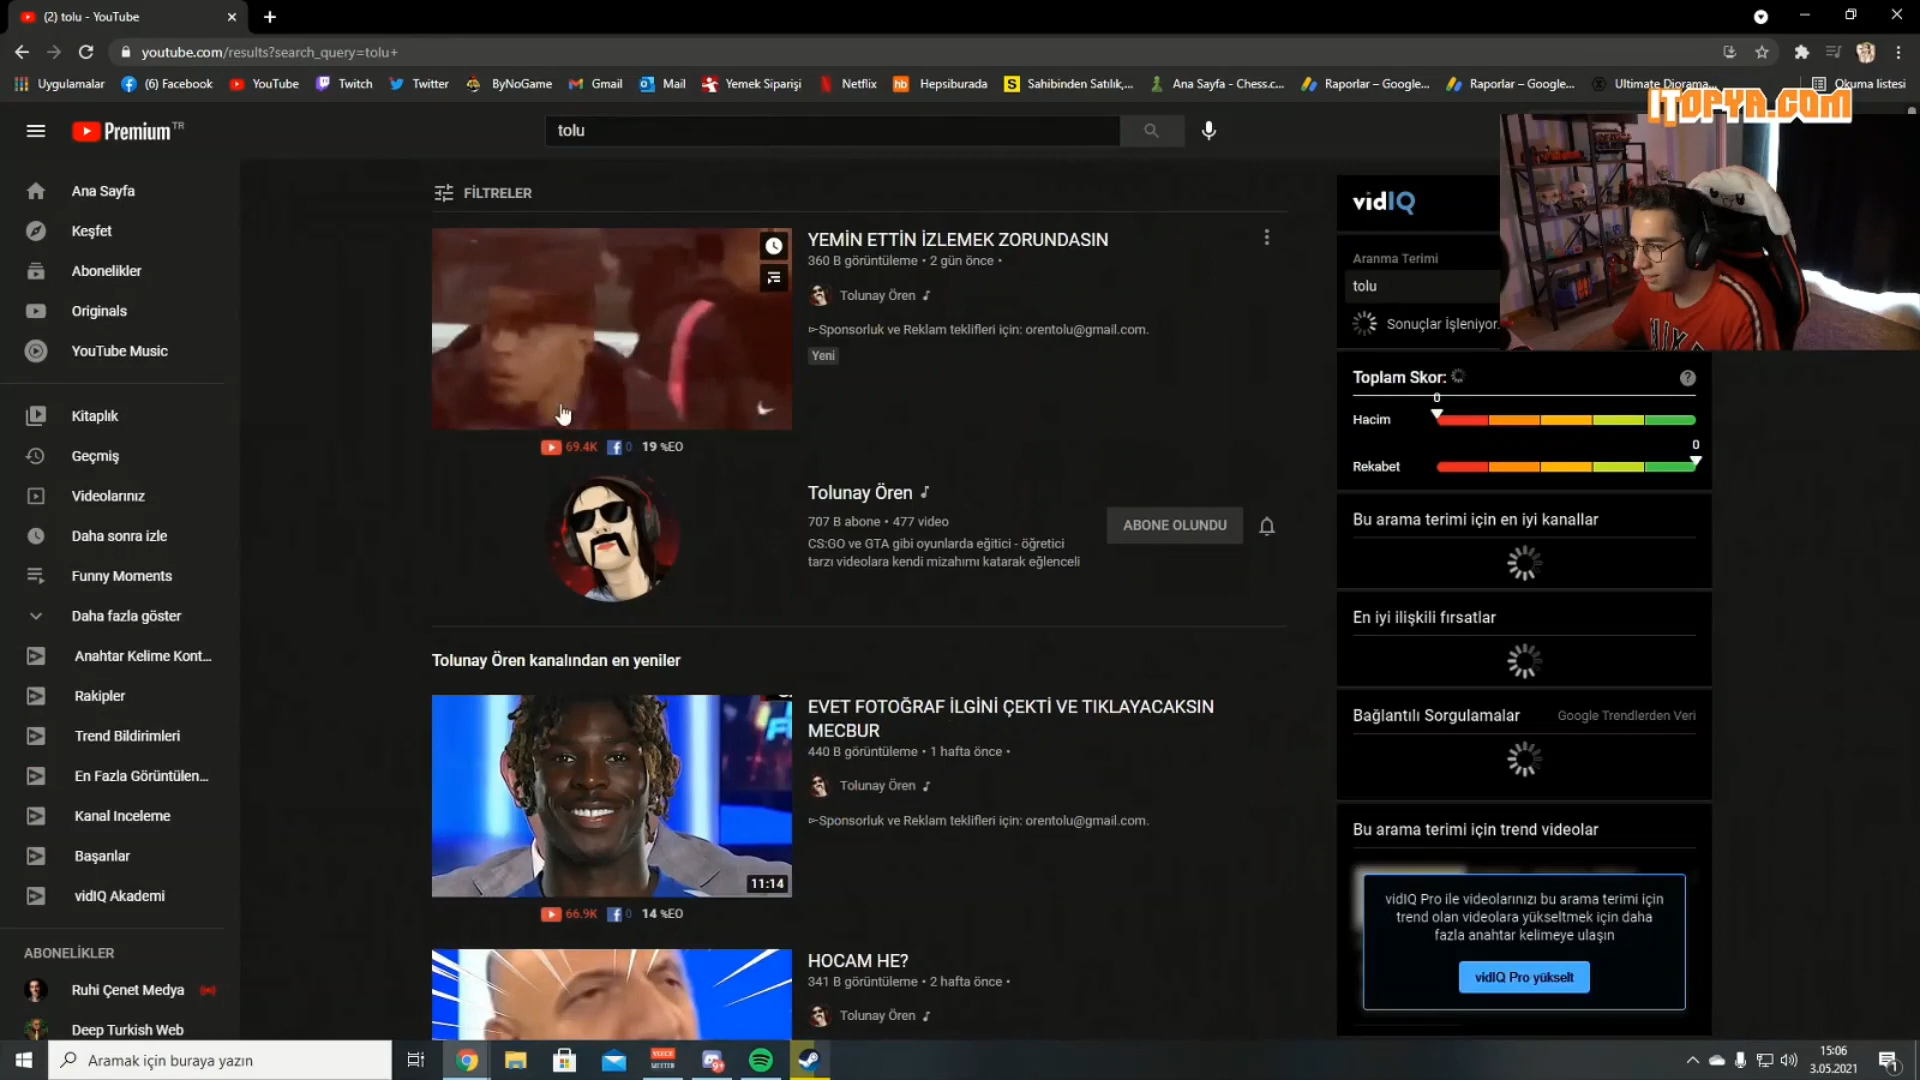 (2) tolu - YouTube
youtube.com/results?search_query=tolu+
Uygulamalar
(6) Facebook
YouTube
Twitch
Twitter
ByNoGame
Gmail
Mail
Yemek Siparişi
Netflix
hb Hepsiburada
Sahibinden Satılık,...
Ana Sayfa - Chess.c...
Raporlar – Google...
Raporlar – Google...
Ultimate Diorama...
Okuma listesi
ITOPYA.COM
Premium TR
tolu
Ana Sayfa
Keşfet
Abonelikler
Originals
YouTube Music
Kitaplık
Geçmiş
Videolarınız
Daha sonra izle
Funny Moments
Daha fazla göster
Anahtar Kelime Kont...
Rakipler
Trend Bildirimleri
En Fazla Görüntülen...
Kanal Inceleme
Başarılar
vidIQ Akademi
ABONELİKLER
Ruhi Çenet Medya
Deep Turkish Web
FİLTRELER
YEMİN ETTİN İZLEMEK ZORUNDASIN
360 B görüntüleme • 2 gün önce •
Tolunay Ören
▻Sponsorluk ve Reklam teklifleri için: orentolu@gmail.com.
Yeni
69.4K 0 19 %EO
Tolunay Ören
707 B abone • 477 video
CS:GO ve GTA gibi oyunlarda eğitici - öğretici
tarzı videolara kendi mizahımı katarak eğlenceli
ABONE OLUNDU
Tolunay Ören kanalından en yeniler
EVET FOTOĞRAF İLGİNİ ÇEKTİ VE TIKLAYACAKSIN
MECBUR
440 B görüntüleme • 1 hafta önce •
Tolunay Ören
▻Sponsorluk ve Reklam teklifleri için: orentolu@gmail.com.
11:14
66.9K 0 14 %EO
HOCAM HE?
341 B görüntüleme • 2 hafta önce •
Tolunay Ören
vidIQ
Aranma Terimi
tolu
Sonuçlar İşleniyor.
Toplam Skor:
0
Hacim
0
Rekabet
Bu arama terimi için en iyi kanallar
En iyi ilişkili fırsatlar
Bağlantılı Sorgulamalar
Google Trendlerden Veri
Bu arama terimi için trend videolar
vidIQ Pro ile videolarınızı bu arama terimi için
trend olan videolara yükseltmek için daha
fazla anahtar kelimeye ulaşın
vidIQ Pro yükselt
Aramak için buraya yazın
15:06
3.05.2021